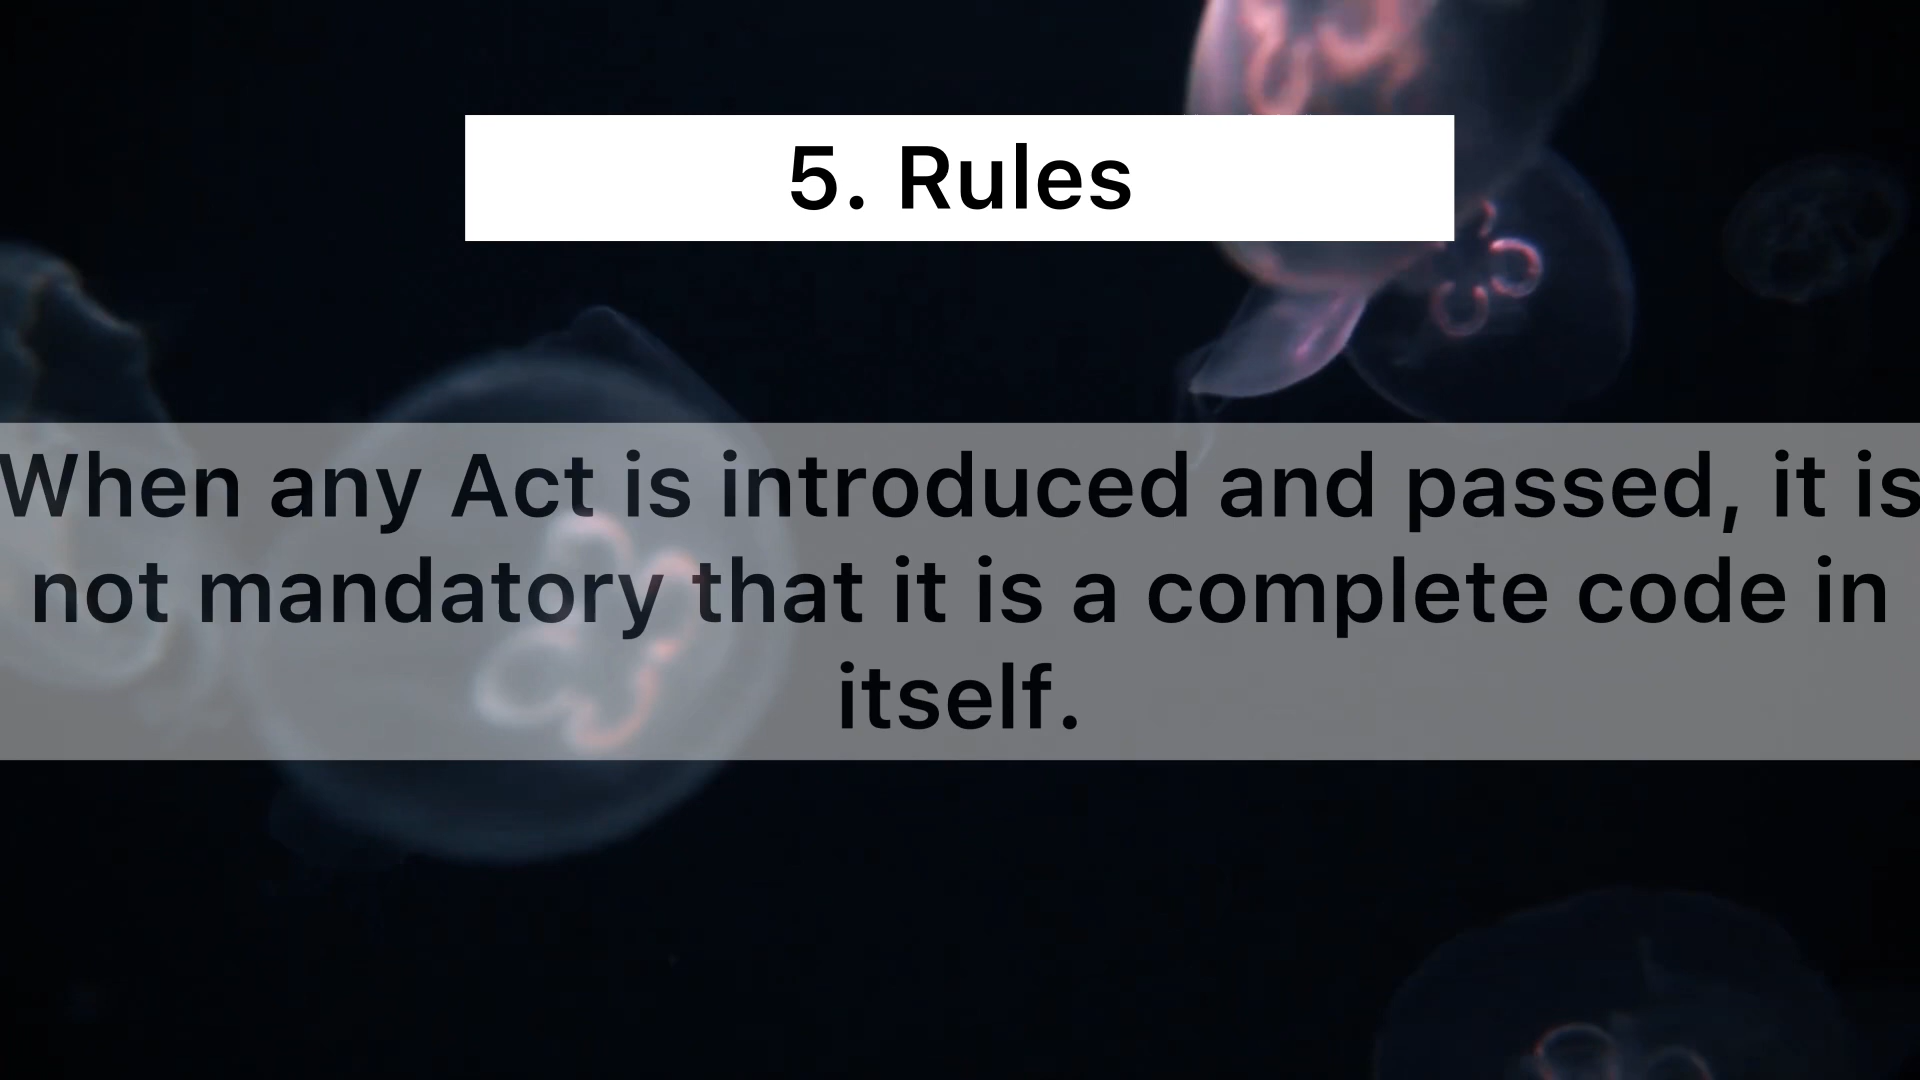 5. Rules
When any Act is introduced and passed, it is
not mandatory that it is a complete code in
itself.